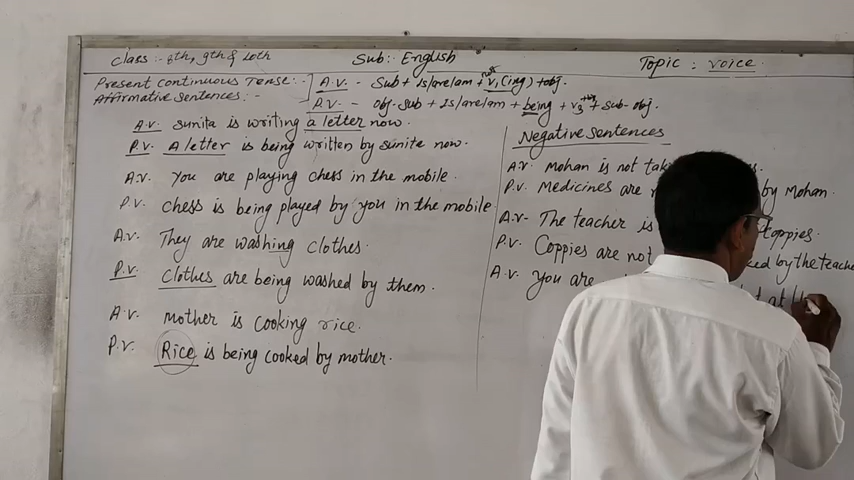 class :- 8th, 9th & 10th Sub: English Topic : voice
Present Continuous Tense:-
Affirmative sentences:-
A.v. - Sub + Is/are/am + not v1(ing) + obj.
P.V. - obj-sub + Is/are/am + being + v3 + sub-obj.
A.v. Sunita is writing a letter now.
P.v. A letter is being written by sunita now.
A.v. You are playing chess in the mobile.
P.v. Chess is being played by you in the mobile.
A.v. They are washing clothes.
P.v. Clothes are being washed by them.
A.v. Mother is cooking rice.
P.v. Rice is being cooked by mother.
Negative sentences
A.v. Mohan is not
P.v. Medicines are by Mohan.
A.v. The teacher is
P.v. Coppies are not by the teache
A.v. You are at